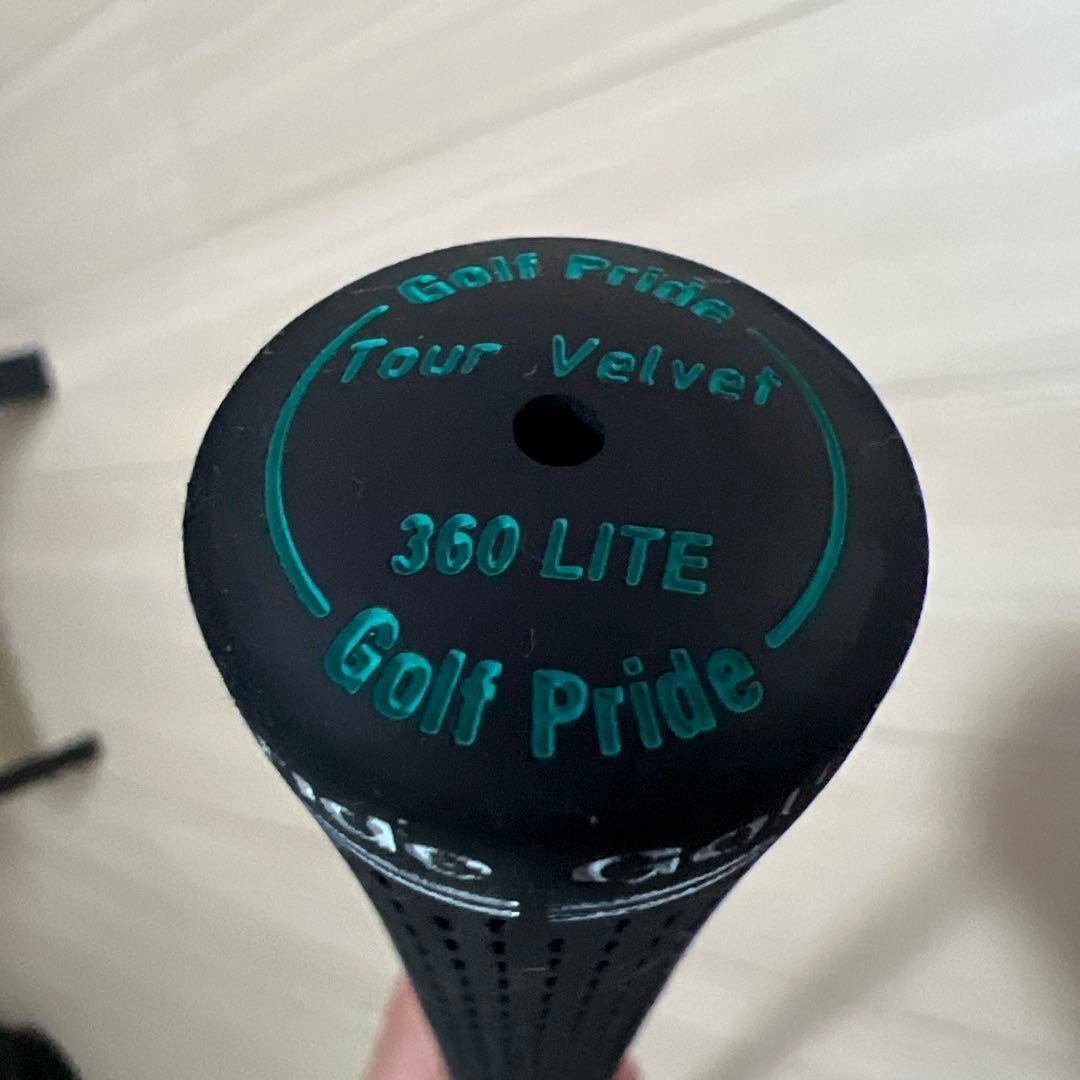 Golf Pride
Tour Velvet
360 LITE
Golf Pride